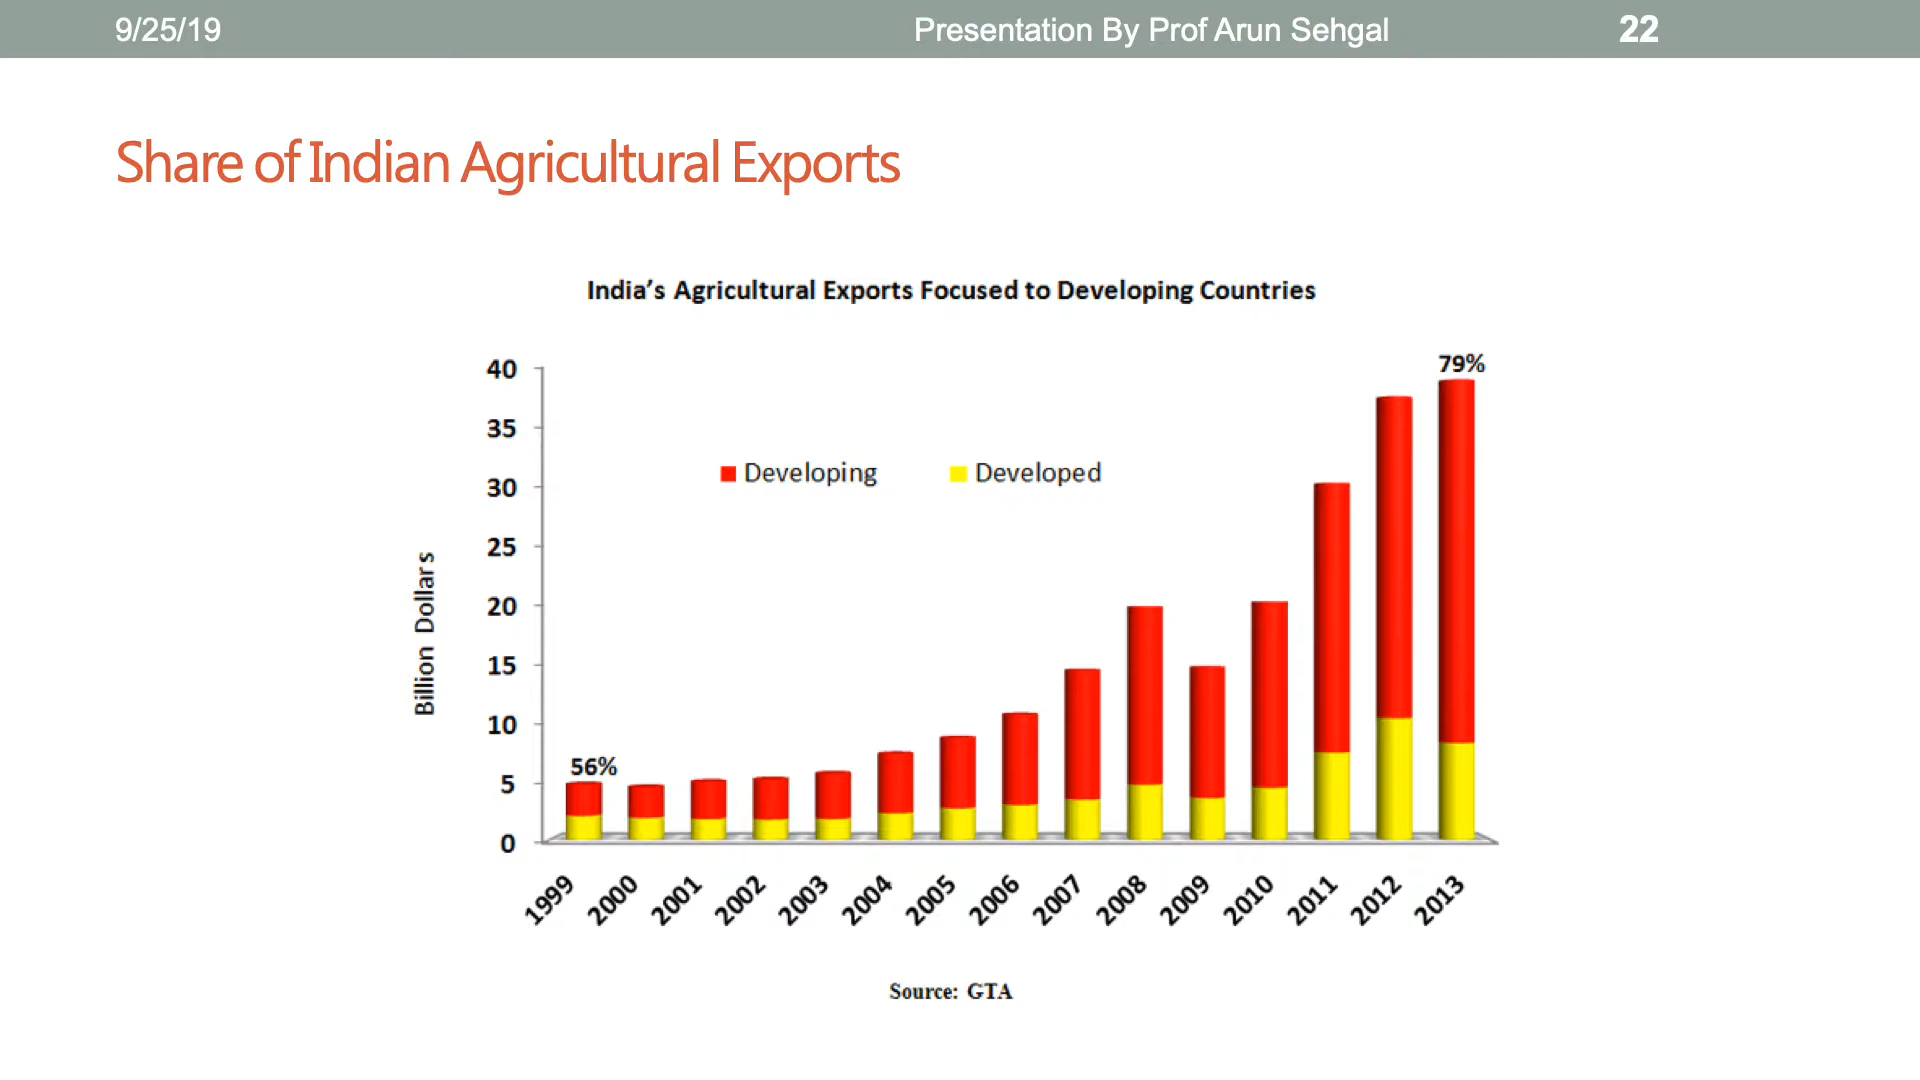 9/25/19 Presentation By Prof Arun Sehgal 22
Share of Indian Agricultural Exports
India’s Agricultural Exports Focused to Developing Countries
79%
40
35
Developing Developed
30
25
Billion Dollars
20
15
10
56%
5
0
1999 2000 2001 2002 2003 2004 2005 2006 2007 2008 2009 2010 2011 2012 2013
Source: GTA